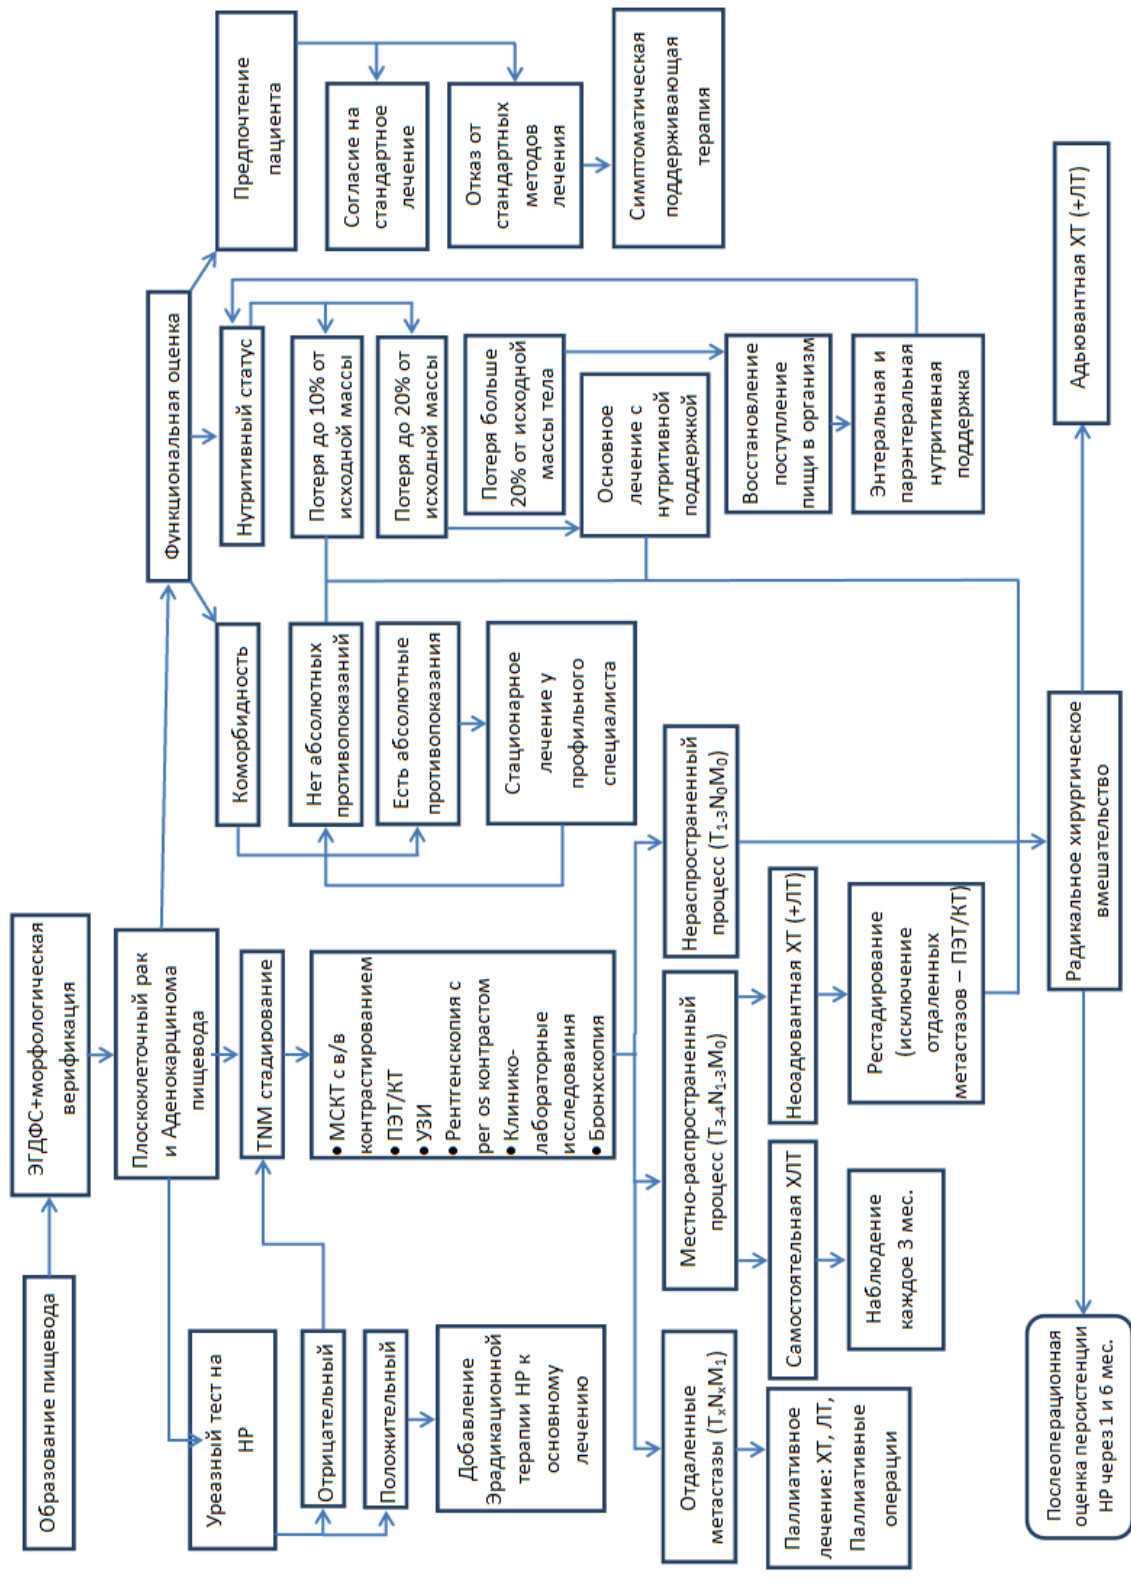 Образование пищевода
ЭГДФС+морфологическая
верификация
Плоскоклеточный рак
и Аденокарцинома
пищевода
Уреазный тест на
HP
Отрицательный
Положительный
Добавление
Эрадикационной
терапии HP к
основному
лечению
TNM стадирование
• МСКТ с в/в
контрастированием
• ПЭТ/КТ
• УЗИ
• Рентгенскопия с
per os контрастом
• Клинико-
лабораторные
исследоваиня
• Бронхскопия
Функциональная оценка
Коморбидность
Нет абсолютных
противопоказаний
Есть абсолютные
противопоказания
Стационарное
лечение у
профильного
специалиста
Нутритивный статус
Потеря до 10% от
исходной массы
Потеря до 20% от
исходной массы
Потеря больше
20% от исходной
массы тела
Основное
лечение с
нутритивной
поддержкой
Восстановление
поступление
пищи в организм
Энтеральная и
парэнтеральная
нутритивная
поддержка
Предпочтение
пациента
Согласие на
стандартное
лечение
Отказ от
стандартных
методов
лечения
Симптоматическая
поддерживающая
терапия
Отдаленные
метастазы (TxNxM1)
Паллиативное
лечение: ХТ, ЛТ,
Паллиативные
операции
Местно-распространенный
процесс (T3-4N1-3M0)
Самостоятельная ХЛТ
Наблюдение
каждое 3 мес.
Неоадювантная ХТ (+ЛТ)
Рестадирование
(исключение
отдаленных
метастазов – ПЭТ/КТ)
Нераспространенный
процесс (T1-3N0M0)
Радикальное хирургическое
вмешательство
Послеоперационная
оценка персистенции
HP через 1 и 6 мес.
Адьювантная ХТ (+ЛТ)